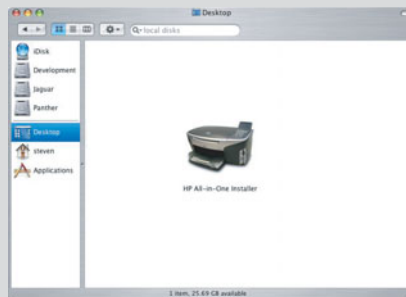 Desktop
local disks
iDisk
Development
Jaguar
Panther
Desktop
steven
Applications
HP All-in-One Installer
1 item, 25.69 GB available